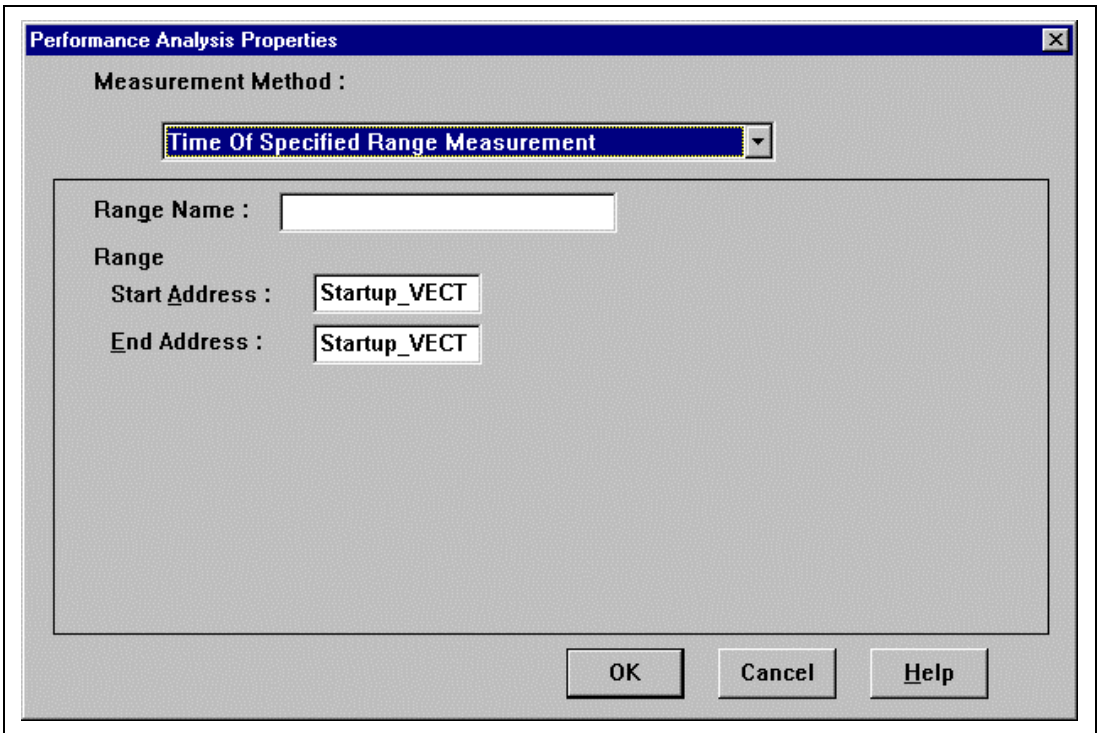 Performance Analysis Properties
Measurement Method :
Time Of Specified Range Measurement
Range Name :
Range
Start Address : Startup_VECT
End Address : Startup_VECT
OK Cancel Help